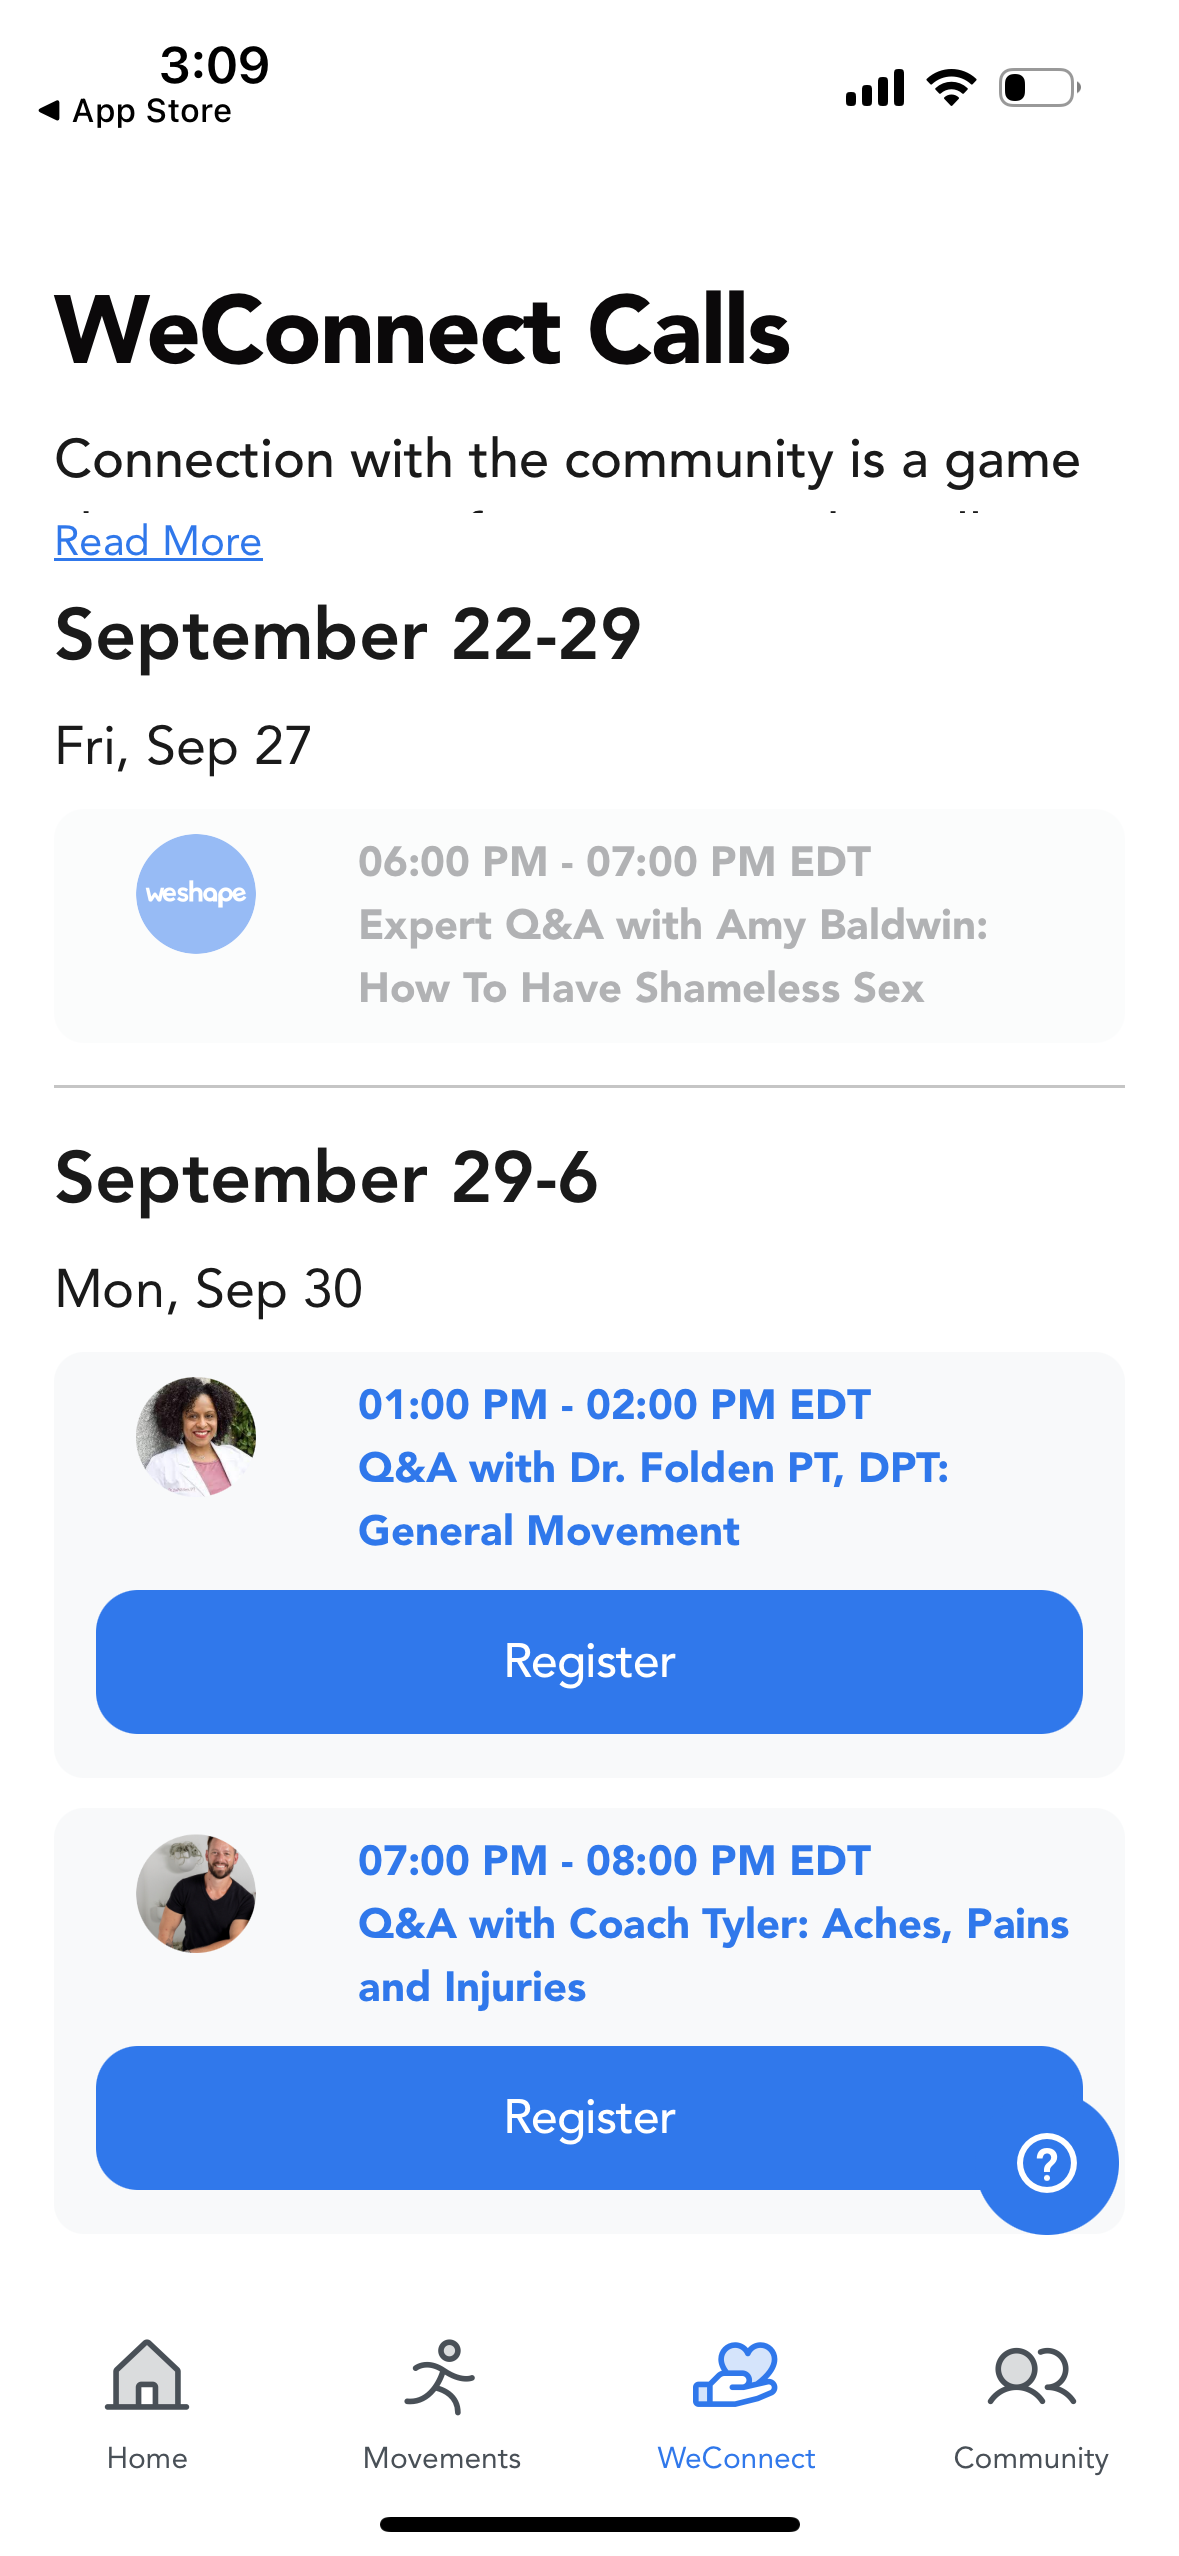 3:09
App Store
WeConnect Calls
Connection with the community is a game
Read More
September 22-29
Fri, Sep 27
weshape
06:00 PM - 07:00 PM EDT
Expert Q&A with Amy Baldwin:
How To Have Shameless Sex
September 29-6
Mon, Sep 30
01:00 PM - 02:00 PM EDT
Q&A with Dr. Folden PT, DPT:
General Movement
Register
07:00 PM - 08:00 PM EDT
Q&A with Coach Tyler: Aches, Pains
and Injuries
Register
?
Home
Movements
WeConnect
Community